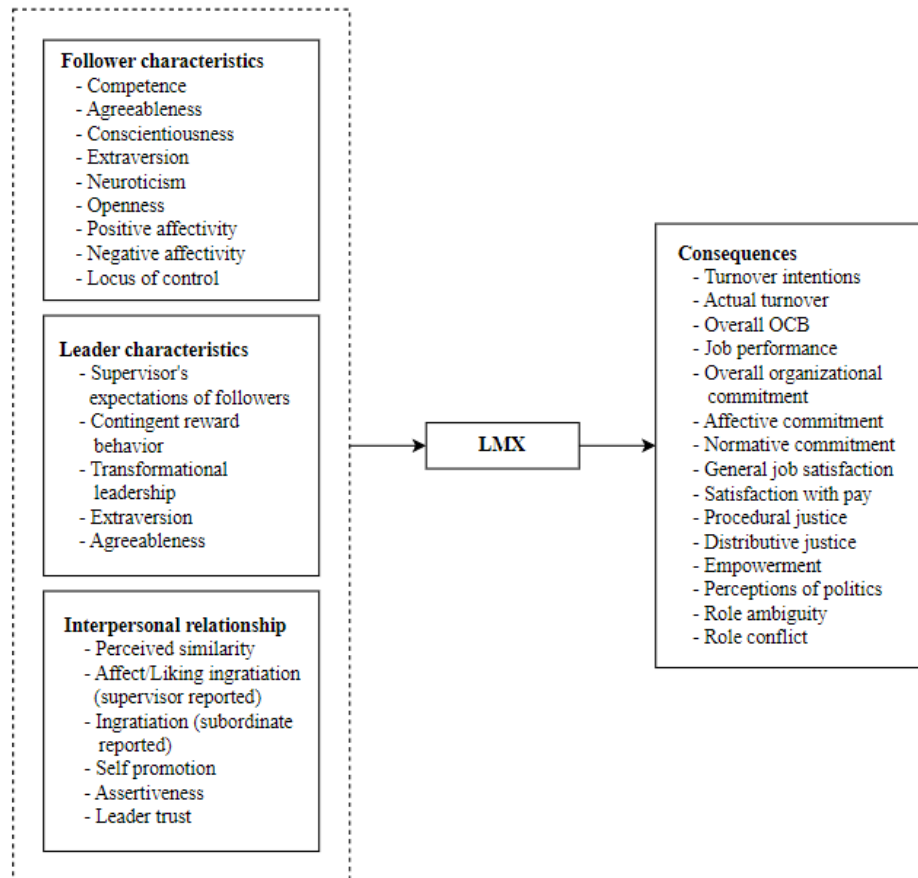 Follower characteristics
- Competence
- Agreeableness
- Conscientiousness
- Extraversion
- Neuroticism
- Openness
- Positive affectivity
- Negative affectivity
- Locus of control
Leader characteristics
- Supervisor's
expectations of followers
- Contingent reward
behavior
- Transformational
leadership
- Extraversion
- Agreeableness
Interpersonal relationship
- Perceived similarity
- Affect/Liking ingratiation
(supervisor reported)
- Ingratiation (subordinate
reported)
- Self promotion
- Assertiveness
- Leader trust
LMX
Consequences
- Turnover intentions
- Actual turnover
- Overall OCB
- Job performance
- Overall organizational
commitment
- Affective commitment
- Normative commitment
- General job satisfaction
- Satisfaction with pay
- Procedural justice
- Distributive justice
- Empowerment
- Perceptions of politics
- Role ambiguity
- Role conflict